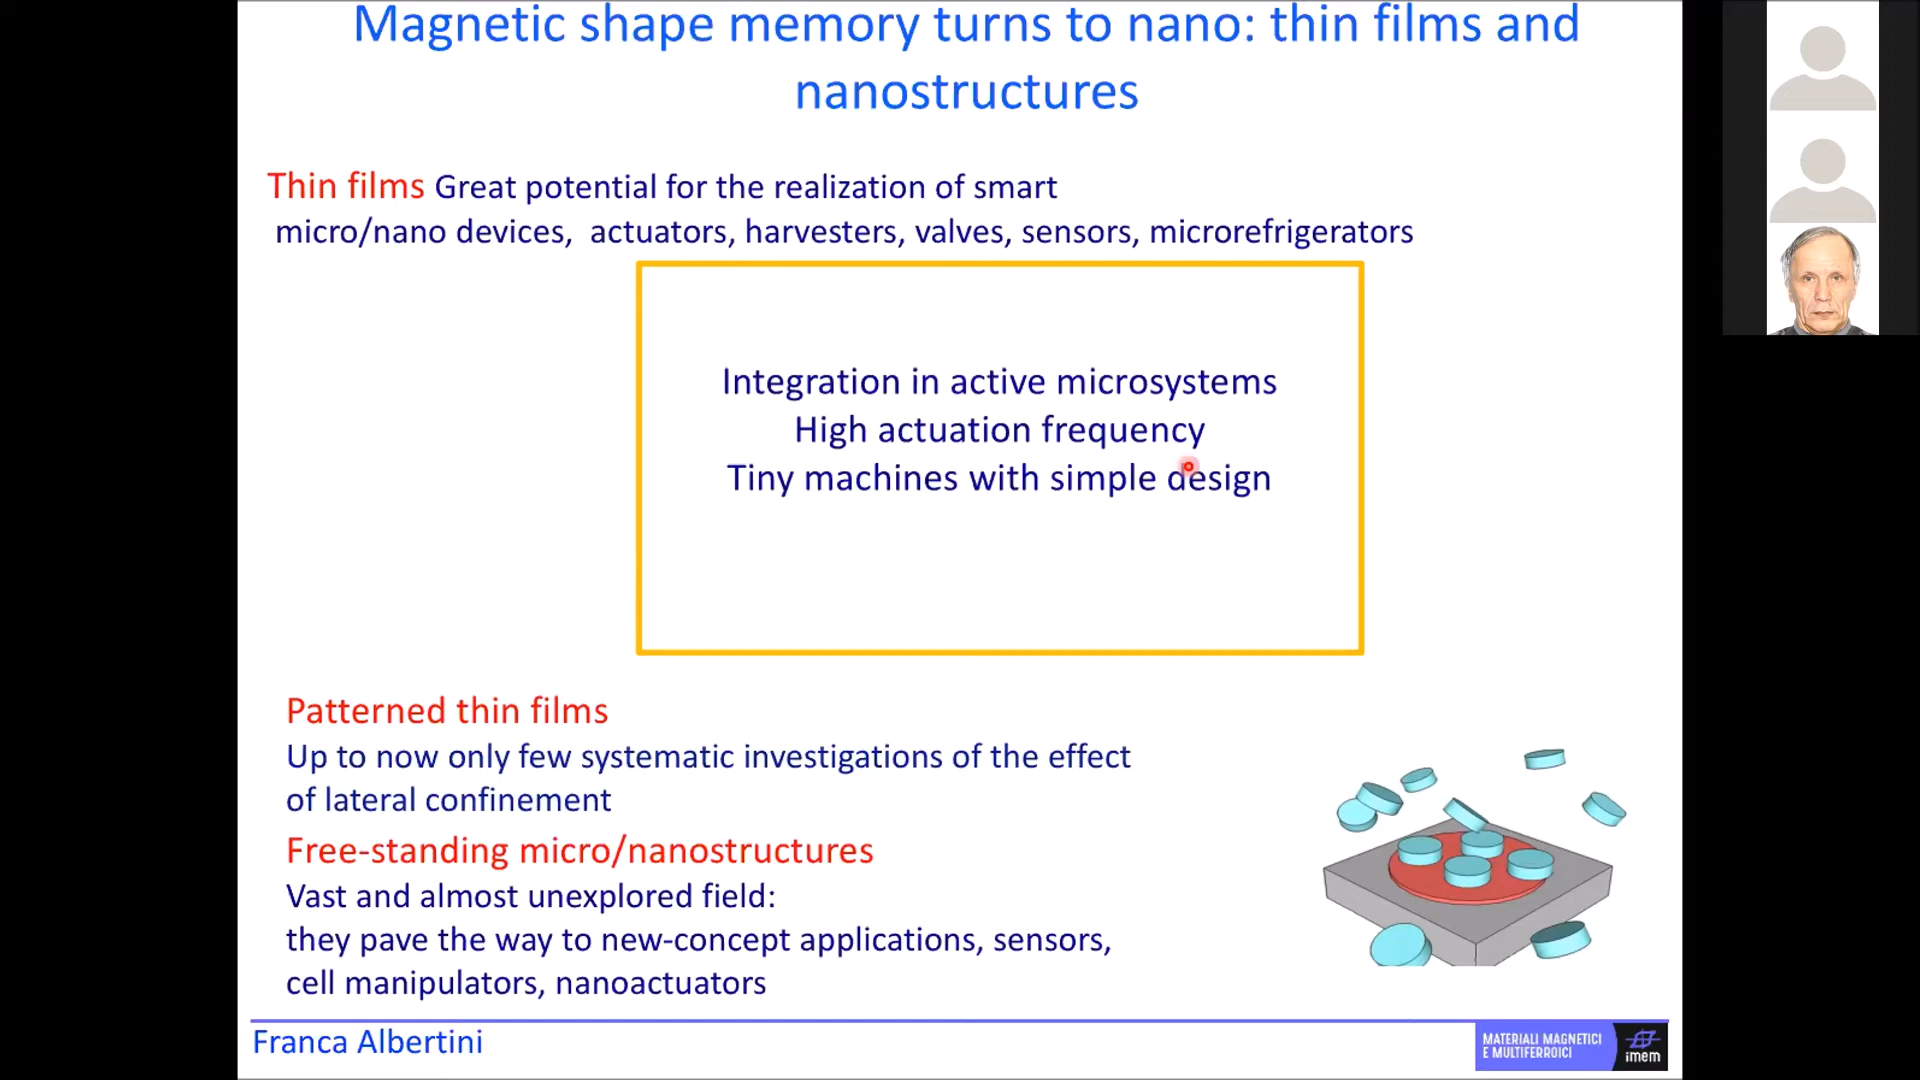 Magnetic shape memory turns to nano: thin films and
nanostructures
Thin films Great potential for the realization of smart
micro/nano devices, actuators, harvesters, valves, sensors, microrefrigerators
Integration in active microsystems
High actuation frequency
Tiny machines with simple design
Patterned thin films
Up to now only few systematic investigations of the effect
of lateral confinement
Free-standing micro/nanostructures
Vast and almost unexplored field:
they pave the way to new-concept applications, sensors,
cell manipulators, nanoactuators
Franca Albertini
MATERIALI MAGNETICI
E MULTIFERROICI
imem